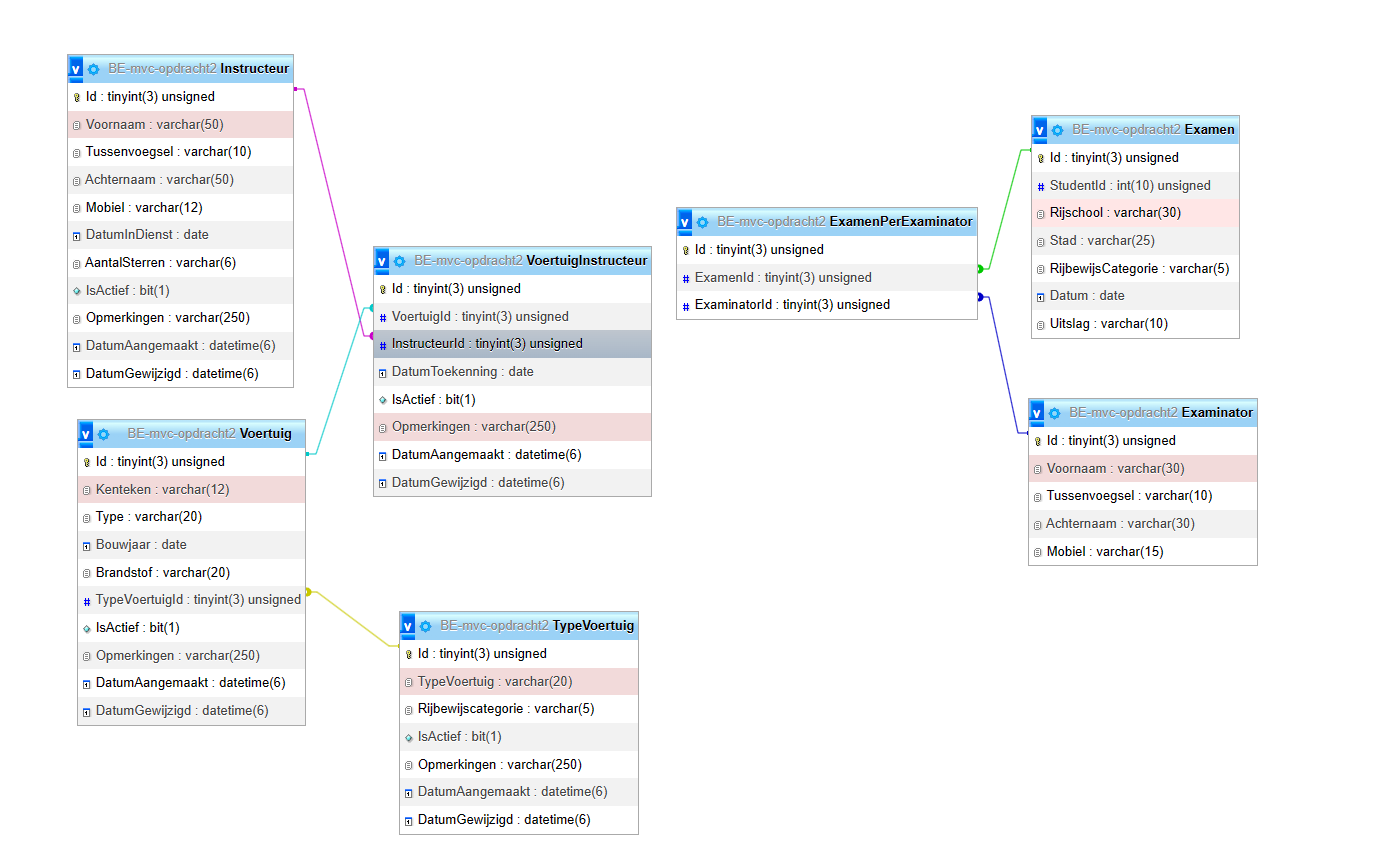 v BE-mvc-opdracht2 Instructeur
Id : tinyint(3) unsigned
Voornaam : varchar(50)
Tussenvoegsel : varchar(10)
Achternaam : varchar(50)
Mobiel : varchar(12)
DatumInDienst : date
AantalSterren : varchar(6)
IsActief : bit(1)
Opmerkingen : varchar(250)
DatumAangemaakt : datetime(6)
DatumGewijzigd : datetime(6)
v BE-mvc-opdracht2 Voertuig
Id : tinyint(3) unsigned
Kenteken : varchar(12)
Type : varchar(20)
Bouwjaar : date
Brandstof : varchar(20)
# TypeVoertuigId : tinyint(3) unsigned
IsActief : bit(1)
Opmerkingen : varchar(250)
DatumAangemaakt : datetime(6)
DatumGewijzigd : datetime(6)
v BE-mvc-opdracht2 VoertuigInstructeur
Id : tinyint(3) unsigned
# VoertuigId : tinyint(3) unsigned
# InstructeurId : tinyint(3) unsigned
DatumToekenning : date
IsActief : bit(1)
Opmerkingen : varchar(250)
DatumAangemaakt : datetime(6)
DatumGewijzigd : datetime(6)
v BE-mvc-opdracht2 TypeVoertuig
Id : tinyint(3) unsigned
TypeVoertuig : varchar(20)
Rijbewijscategorie : varchar(5)
IsActief : bit(1)
Opmerkingen : varchar(250)
DatumAangemaakt : datetime(6)
DatumGewijzigd : datetime(6)
v BE-mvc-opdracht2 ExamenPerExaminator
Id : tinyint(3) unsigned
# ExamenId : tinyint(3) unsigned
# ExaminatorId : tinyint(3) unsigned
v BE-mvc-opdracht2 Examen
Id : tinyint(3) unsigned
# StudentId : int(10) unsigned
Rijschool : varchar(30)
Stad : varchar(25)
RijbewijsCategorie : varchar(5)
Datum : date
Uitslag : varchar(10)
v BE-mvc-opdracht2 Examinator
Id : tinyint(3) unsigned
Voornaam : varchar(30)
Tussenvoegsel : varchar(10)
Achternaam : varchar(30)
Mobiel : varchar(15)